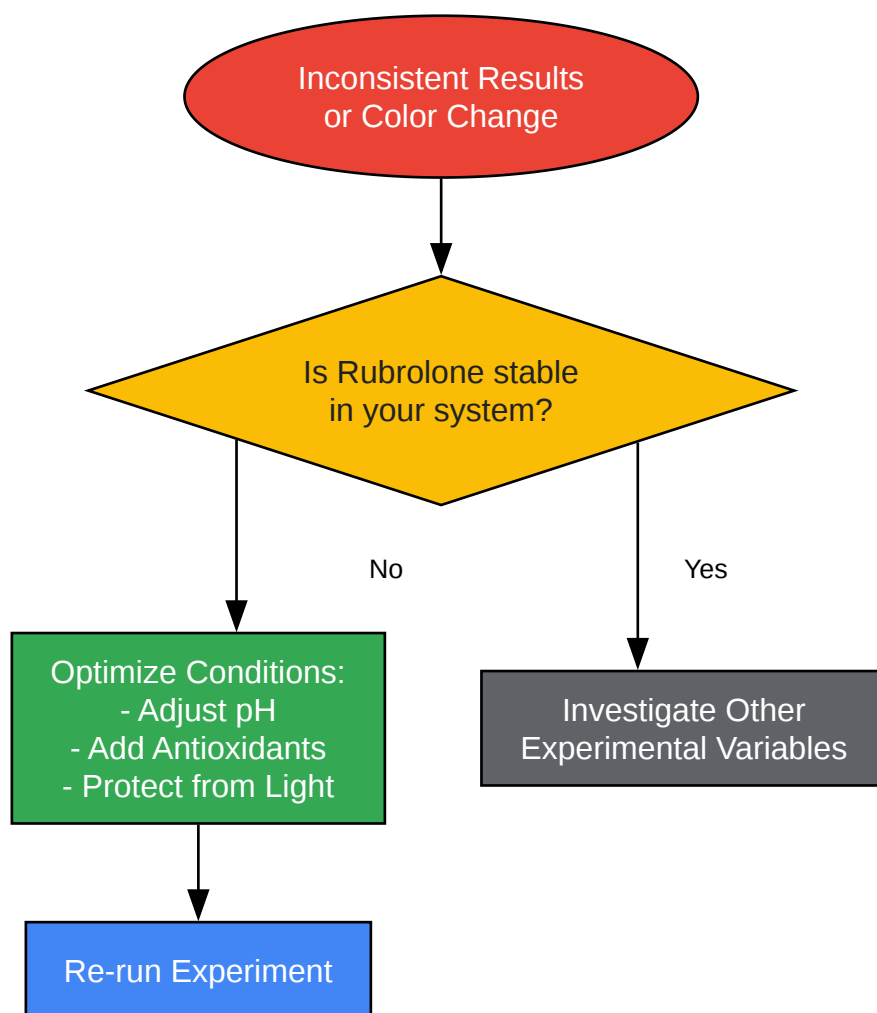 Inconsistent Results
or Color Change
Is Rubrolone stable
in your system?
No
Yes
Optimize Conditions:
- Adjust pH
- Add Antioxidants
- Protect from Light
Investigate Other
Experimental Variables
Re-run Experiment